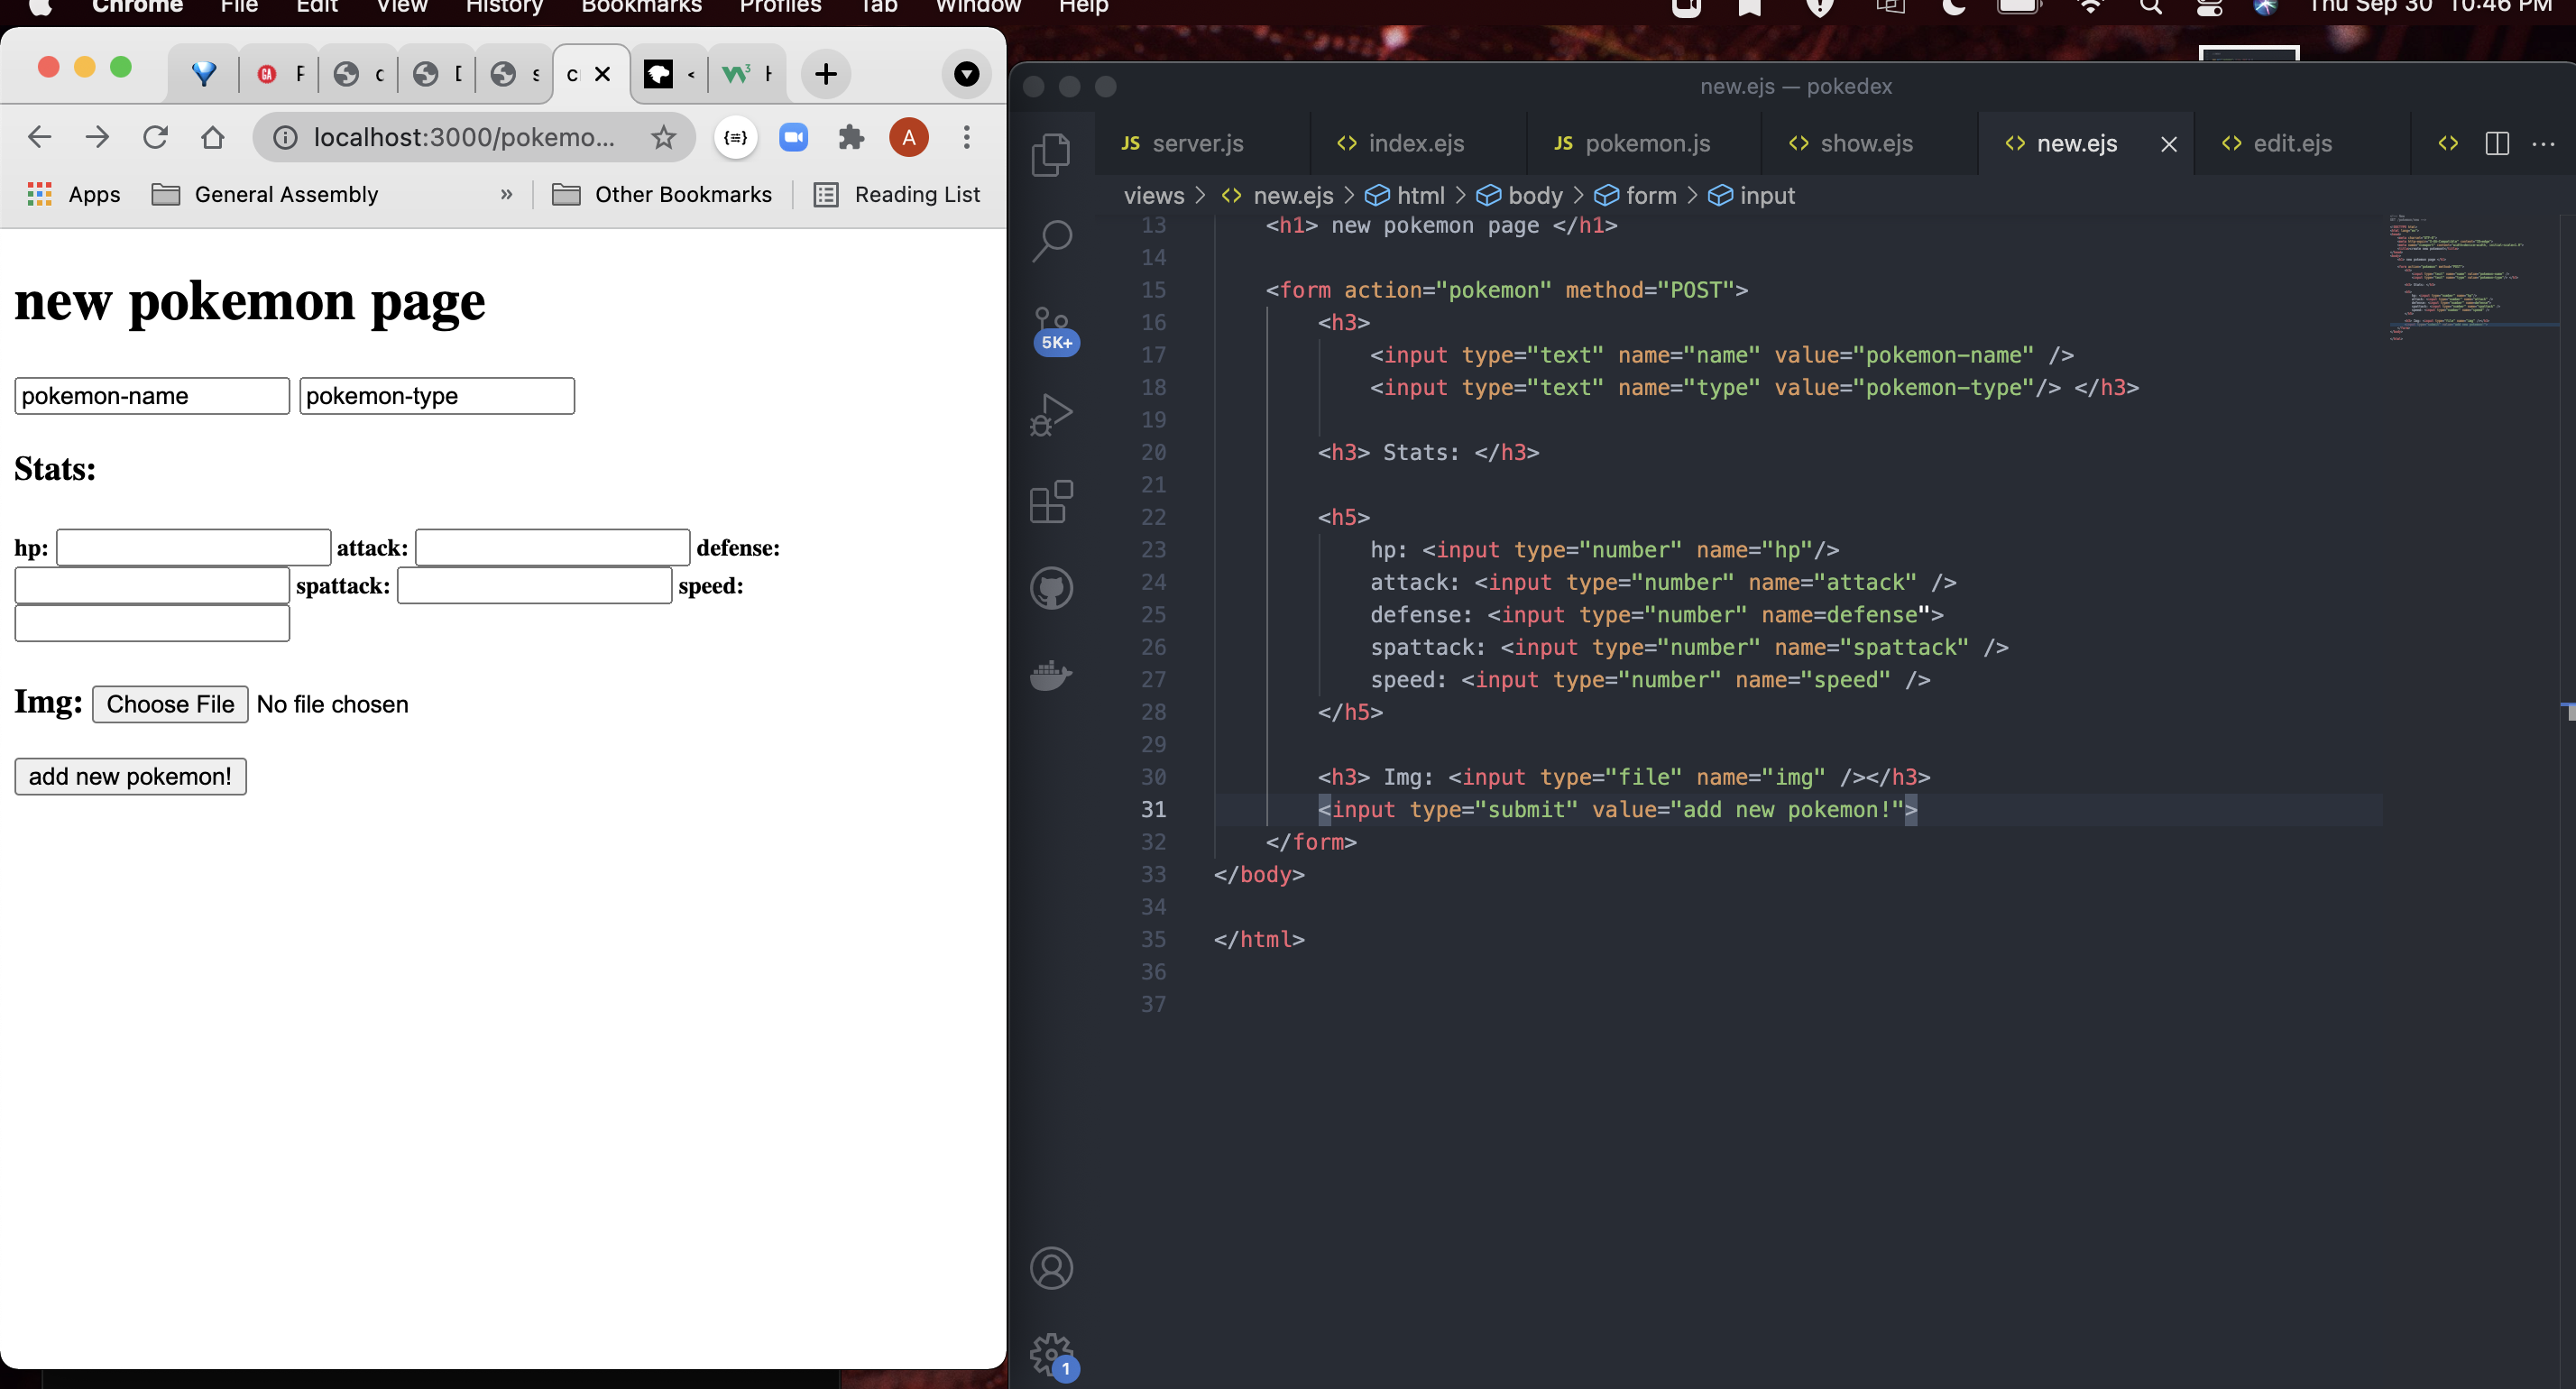 Chrome File Edit View History Bookmarks Profiles Tab Window Help Thu Sep 30 10:46 PM
GA F c [ s c < w3 H
localhost:3000/pokemo... A
Apps General Assembly » Other Bookmarks Reading List
new pokemon page
pokemon-name pokemon-type
Stats:
hp: attack: defense:
spattack: speed:
Img: Choose File No file chosen
add new pokemon!
new.ejs — pokedex
JS server.js <> index.ejs JS pokemon.js <> show.ejs <> new.ejs <> edit.ejs <> ...
views > <> new.ejs > html > body > form > input
5K+
1
13 <h1> new pokemon page </h1>
14
15 <form action="pokemon" method="POST">
16 <h3>
17 <input type="text" name="name" value="pokemon-name" />
18 <input type="text" name="type" value="pokemon-type"/> </h3>
19
20 <h3> Stats: </h3>
21
22 <h5>
23 hp: <input type="number" name="hp"/>
24 attack: <input type="number" name="attack" />
25 defense: <input type="number" name=defense">
26 spattack: <input type="number" name="spattack" />
27 speed: <input type="number" name="speed" />
28 </h5>
29
30 <h3> Img: <input type="file" name="img" /></h3>
31 <input type="submit" value="add new pokemon!">
32 </form>
33 </body>
34
35 </html>
36
37